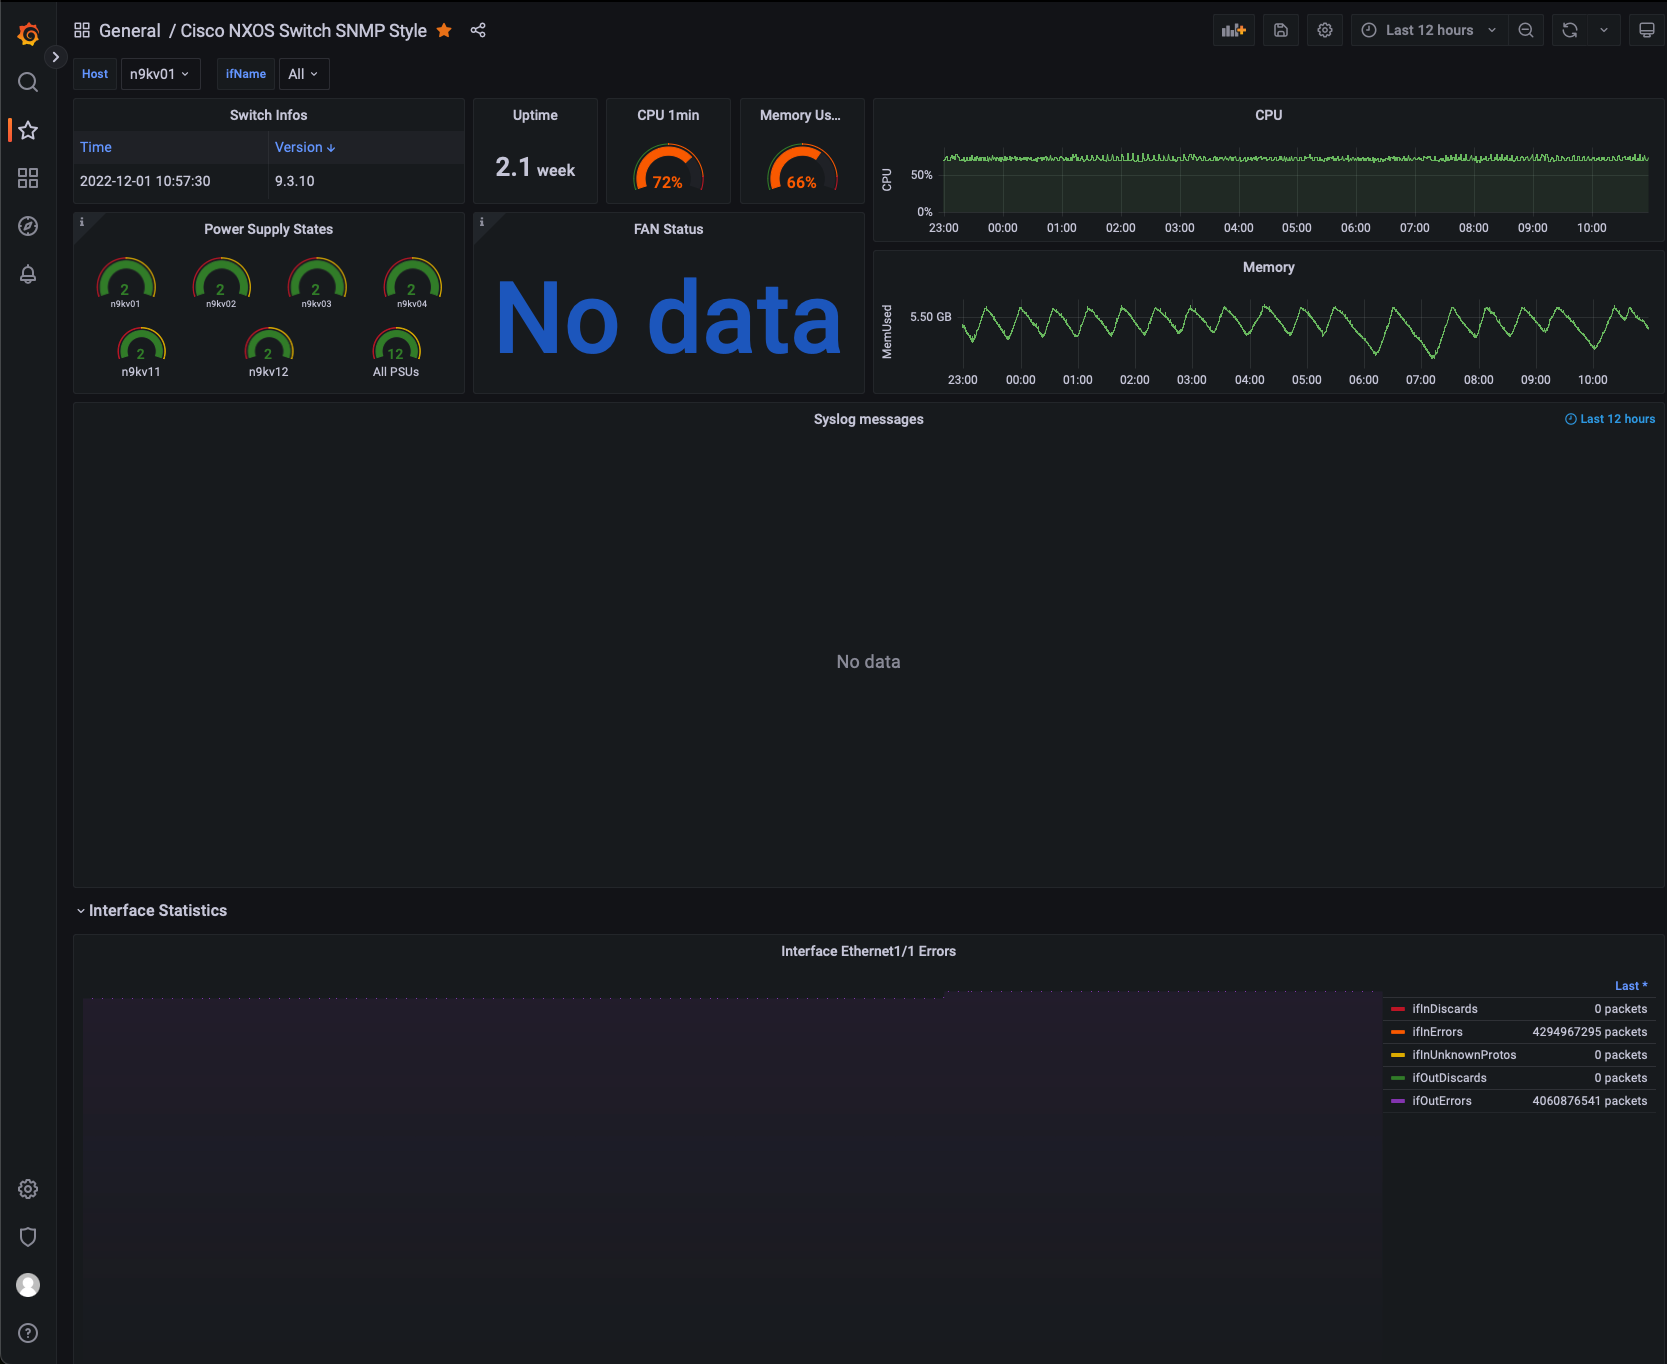 General / Cisco NXOS Switch SNMP Style
Last 12 hours
Host n9kv01 ifName All
Switch Infos
Time Version
2022-12-01 10:57:30 9.3.10
Uptime
2.1 week
CPU 1min
72%
Memory Us...
66%
CPU
CPU
50%
0%
23:00 00:00 01:00 02:00 03:00 04:00 05:00 06:00 07:00 08:00 09:00 10:00
Power Supply States
2 2 2 2
n9kv01 n9kv02 n9kv03 n9kv04
2 2 12
n9kv11 n9kv12 All PSUs
FAN Status
No data
Memory
MemUsed
5.50 GB
23:00 00:00 01:00 02:00 03:00 04:00 05:00 06:00 07:00 08:00 09:00 10:00
Syslog messages
Last 12 hours
No data
Interface Statistics
Interface Ethernet1/1 Errors
Last *
ifInDiscards 0 packets
ifInErrors 4294967295 packets
ifInUnknownProtos 0 packets
ifOutDiscards 0 packets
ifOutErrors 4060876541 packets